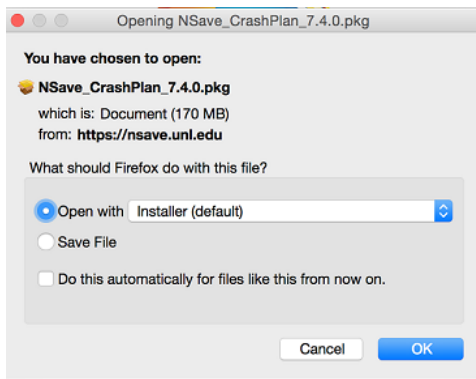 Opening NSave_CrashPlan_7.4.0.pkg
You have chosen to open:
NSave_CrashPlan_7.4.0.pkg
which is: Document (170 MB)
from: https://nsave.unl.edu
What should Firefox do with this file?
Open with Installer (default)
Save File
Do this automatically for files like this from now on.
Cancel OK